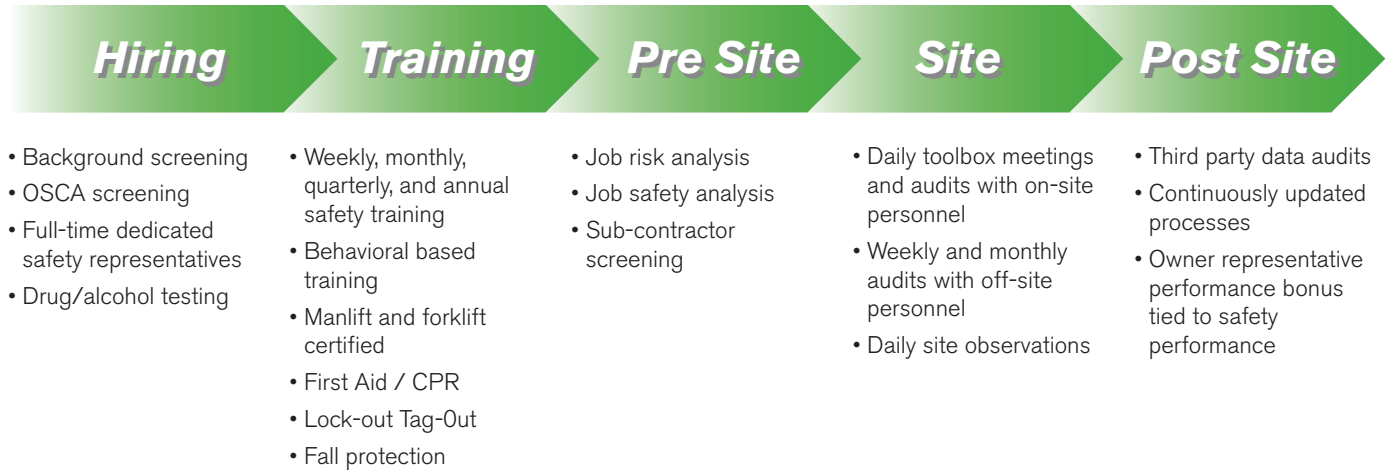 Hiring
Training
Pre Site
Site
Post Site
• Background screening
• OSCA screening
• Full-time dedicated
safety representatives
• Drug/alcohol testing
• Weekly, monthly,
quarterly, and annual
safety training
• Behavioral based
training
• Manlift and forklift
certified
• First Aid / CPR
• Lock-out Tag-0ut
• Fall protection
• Job risk analysis
• Job safety analysis
• Sub-contractor
screening
• Daily toolbox meetings
and audits with on-site
personnel
• Weekly and monthly
audits with off-site
personnel
• Daily site observations
• Third party data audits
• Continuously updated
processes
• Owner representative
performance bonus
tied to safety
performance